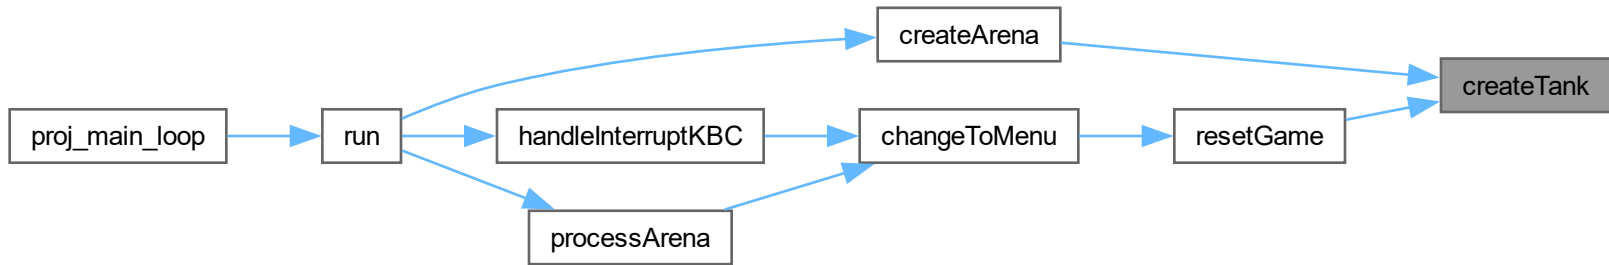 createArena
createTank
proj_main_loop
run
handleInterruptKBC
changeToMenu
resetGame
processArena